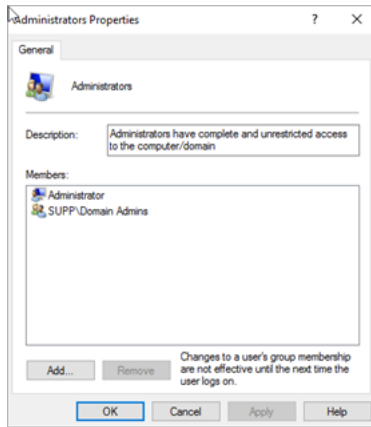 Administrators Properties ? ×
General
Administrators
Description: Administrators have complete and unrestricted access
to the computer/domain
Members:
Administrator
SUPP\Domain Admins
Changes to a user's group membership
are not effective until the next time the
user logs on.
Add... Remove
OK Cancel Apply Help